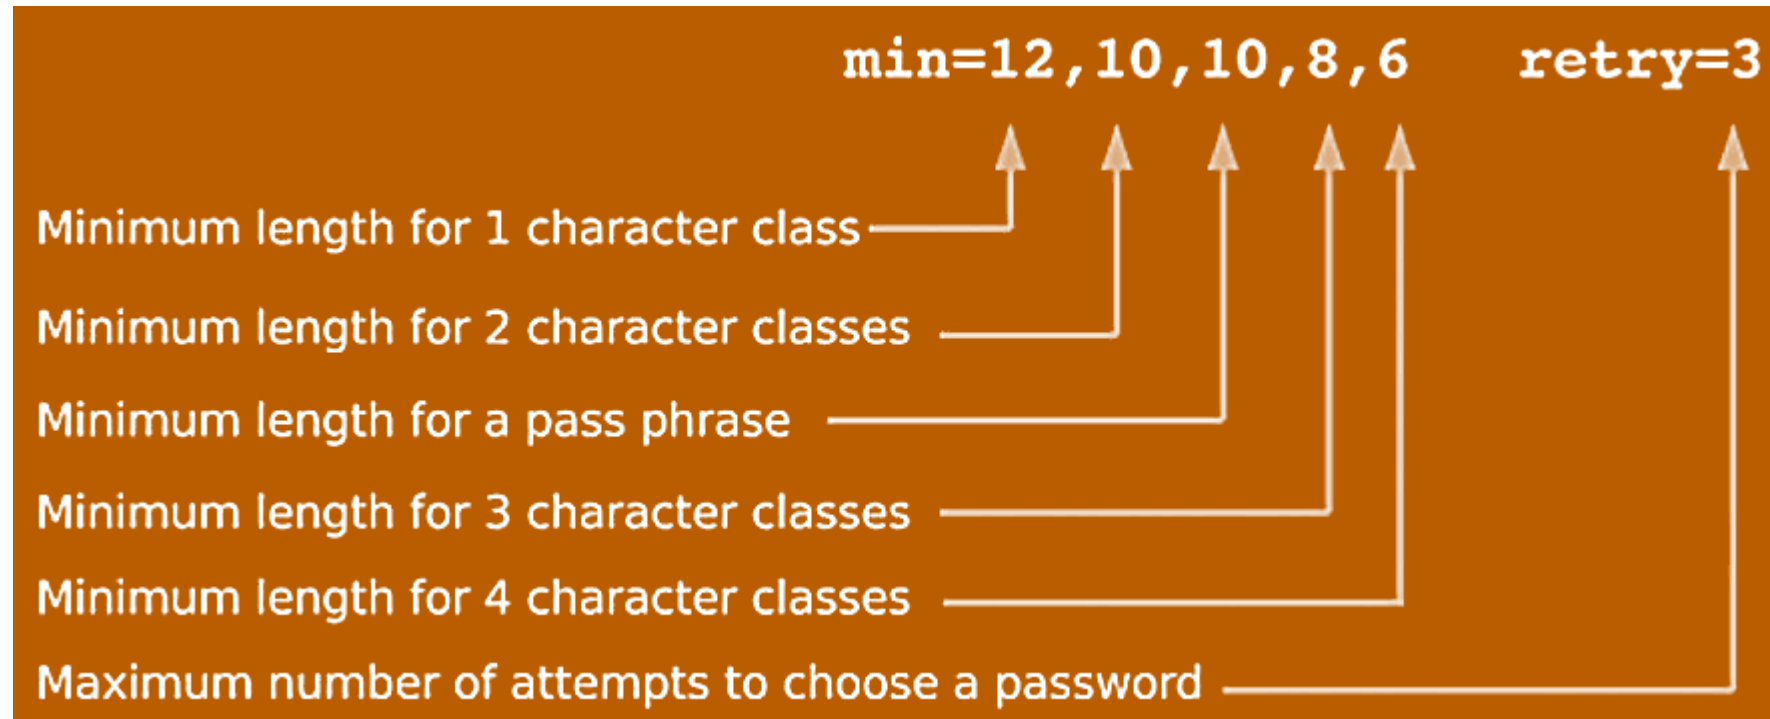 min=12,10,10,8,6 retry=3
Minimum length for 1 character class
Minimum length for 2 character classes
Minimum length for a pass phrase
Minimum length for 3 character classes
Minimum length for 4 character classes
Maximum number of attempts to choose a password